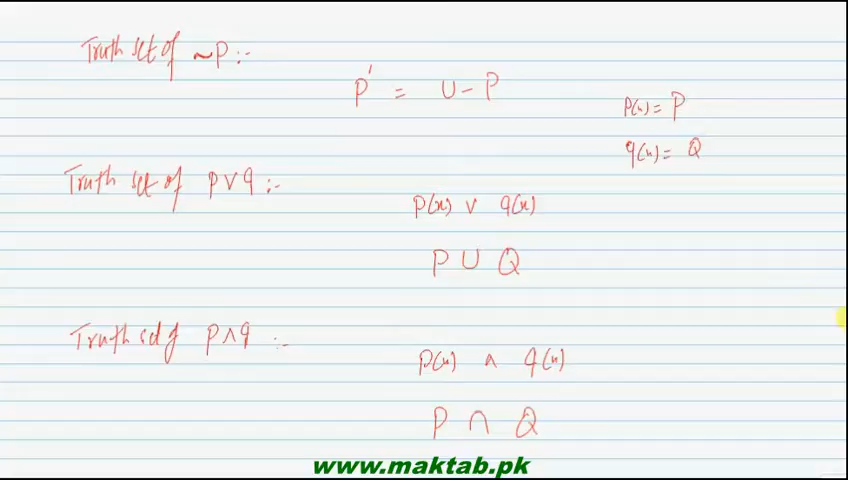 Truth set of ~P :-
P' = U - P
p(x) = P
q(x) = Q
Truth set of p∨q :-
p(x) ∨ q(x)
P ∪ Q
Truth set of p∧q :-
p(x) ∧ q(x)
P ∩ Q
www.maktab.pk